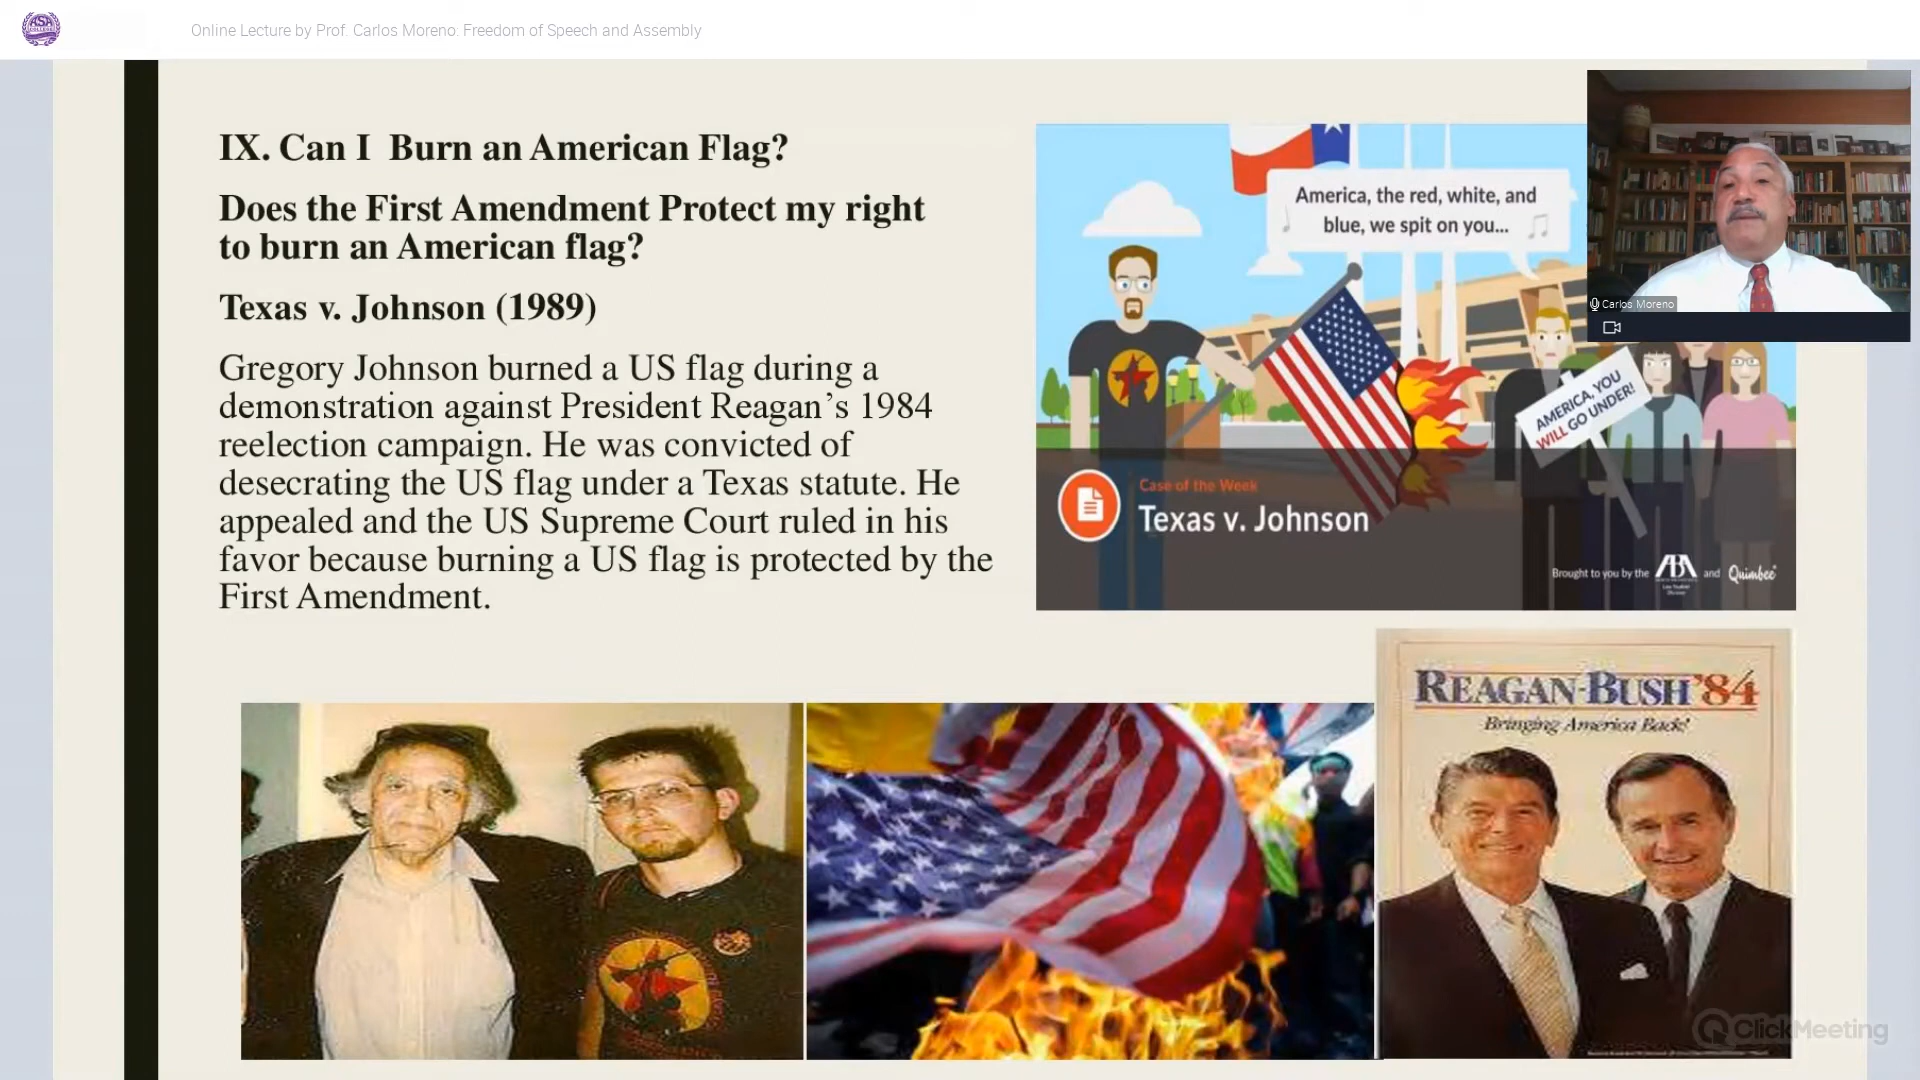 ASA
COLLEGE
Online Lecture by Prof. Carlos Moreno. Freedom of Speech and Assembly
IX. Can I Burn an American Flag?
Does the First Amendment Protect my right
to burn an American flag?
Texas v. Johnson (1989)
Gregory Johnson burned a US flag during a
demonstration against President Reagan’s 1984
reelection campaign. He was convicted of
desecrating the US flag under a Texas statute. He
appealed and the US Supreme Court ruled in his
favor because burning a US flag is protected by the
First Amendment.
America, the red, white, and
blue, we spit on you...
AMERICA, YOU
WILL GO UNDER!
Case of the Week
Texas v. Johnson
Brought to you by the ABA and Quimbee
Law Student
Division
Carlos Moreno
REAGAN-BUSH'84
Bringing America Back!
ClickMeeting